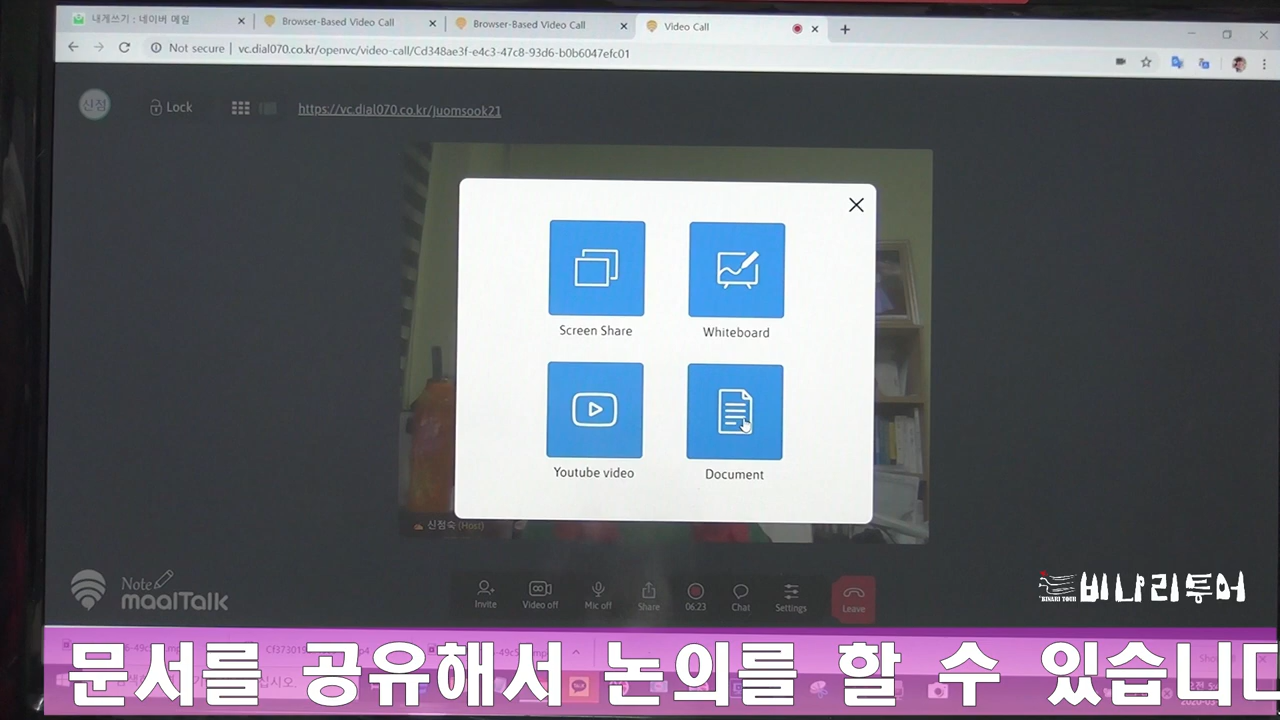 내게쓰기 : 네이버 메일
Browser-Based Video Call
Browser-Based Video Call
Video Call
Not secure
vc.dial070.co.kr/openvc/video-call/Cd348ae3f-e4c3-47c8-93d6-b0b6047efc01
신점
Lock
https://vc.dial070.co.kr/juomsook21
Screen Share
Whiteboard
Youtube video
Document
신점숙 (Host)
Note
maalTalk
Invite
Video off
Mic off
Share
06:23
Chat
Settings
Leave
비나리투어
BINARI TOUR
문서를 공유해서 논의를 할 수 있습니다